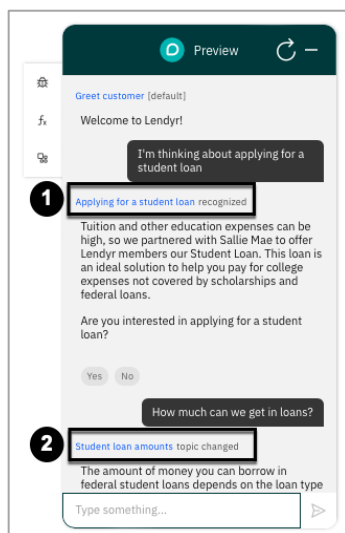 Preview
Greet customer [default]
Welcome to Lendyr!
fx
I'm thinking about applying for a
student loan
1
Applying for a student loan recognized
Tuition and other education expenses can be
high, so we partnered with Sallie Mae to offer
Lendyr members our Student Loan. This loan is
an ideal solution to help you pay for college
expenses not covered by scholarships and
federal loans.
Are you interested in applying for a student
loan?
Yes No
How much can we get in loans?
2
Student loan amounts topic changed
The amount of money you can borrow in
federal student loans depends on the loan type
Type something...